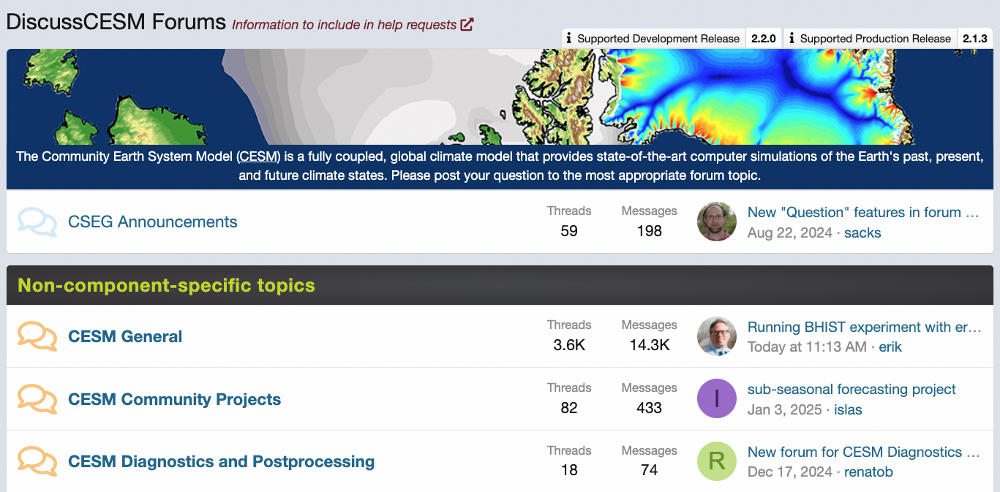 DiscussCESM Forums Information to include in help requests
Supported Development Release 2.2.0 Supported Production Release 2.1.3
The Community Earth System Model (CESM) is a fully coupled, global climate model that provides state-of-the-art computer simulations of the Earth's past, present,
and future climate states. Please post your question to the most appropriate forum topic.
CSEG Announcements
Threads
59
Messages
198
New "Question" features in forum ...
Aug 22, 2024 · sacks
Non-component-specific topics
CESM General
Threads
3.6K
Messages
14.3K
Running BHIST experiment with er...
Today at 11:13 AM · erik
CESM Community Projects
Threads
82
Messages
433
I
sub-seasonal forecasting project
Jan 3, 2025 · islas
CESM Diagnostics and Postprocessing
Threads
18
Messages
74
R
New forum for CESM Diagnostics ...
Dec 17, 2024 · renatob